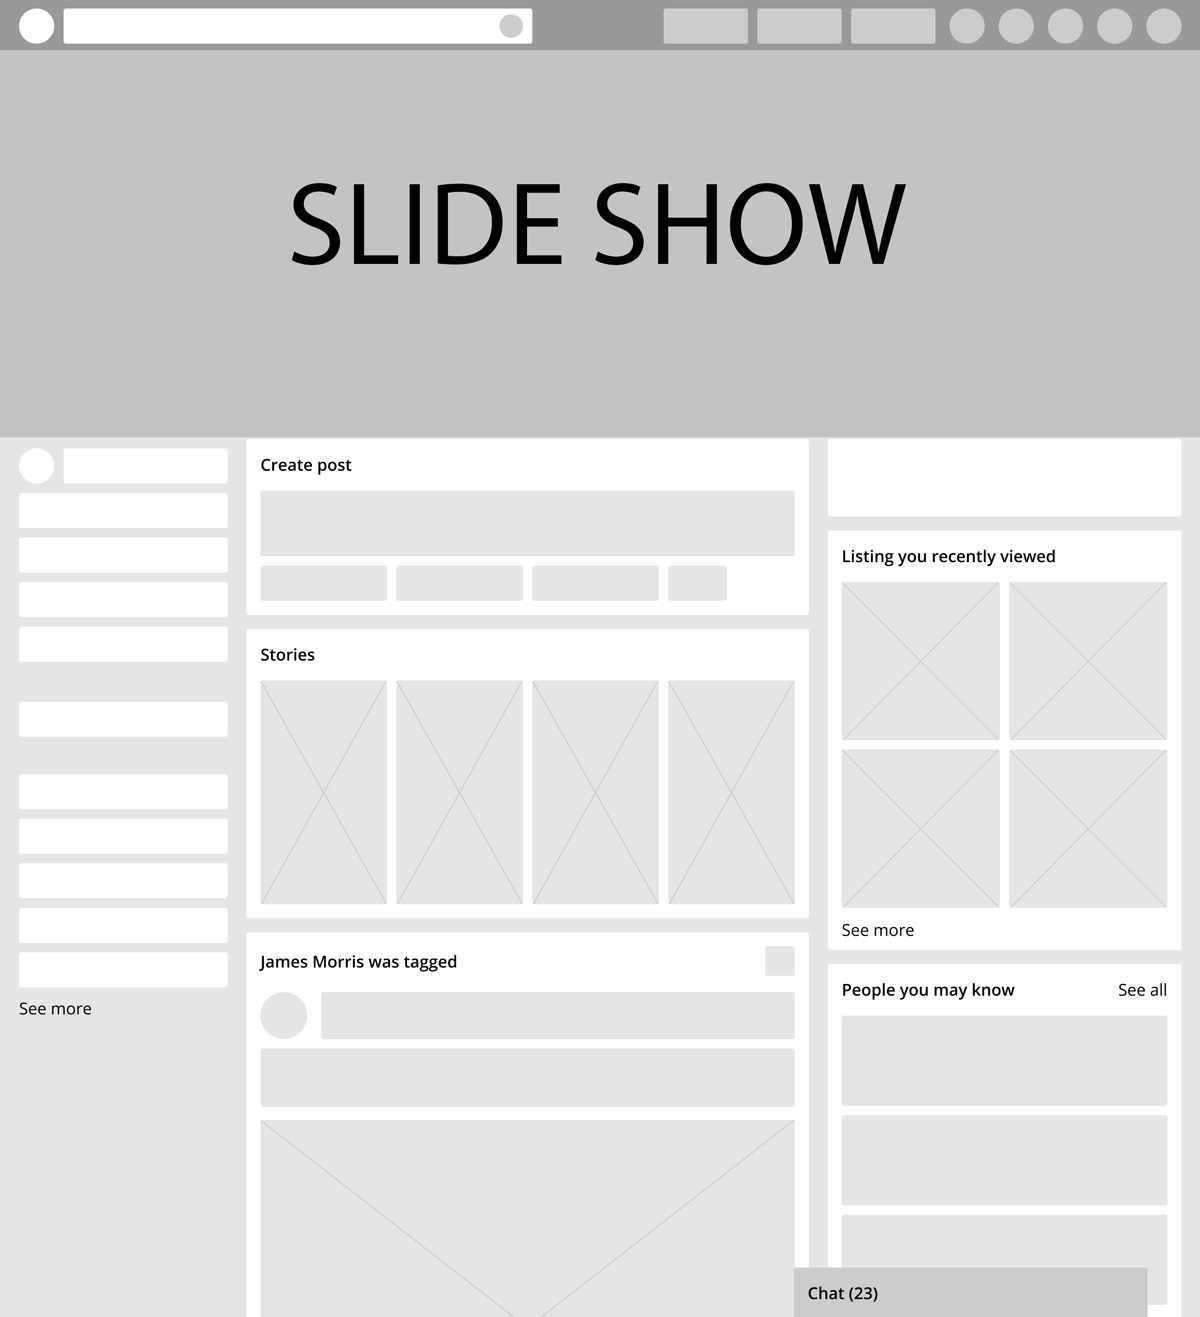 SLIDE SHOW
Create post
Stories
James Morris was tagged
See more
Listing you recently viewed
See more
People you may know
See all
Chat (23)